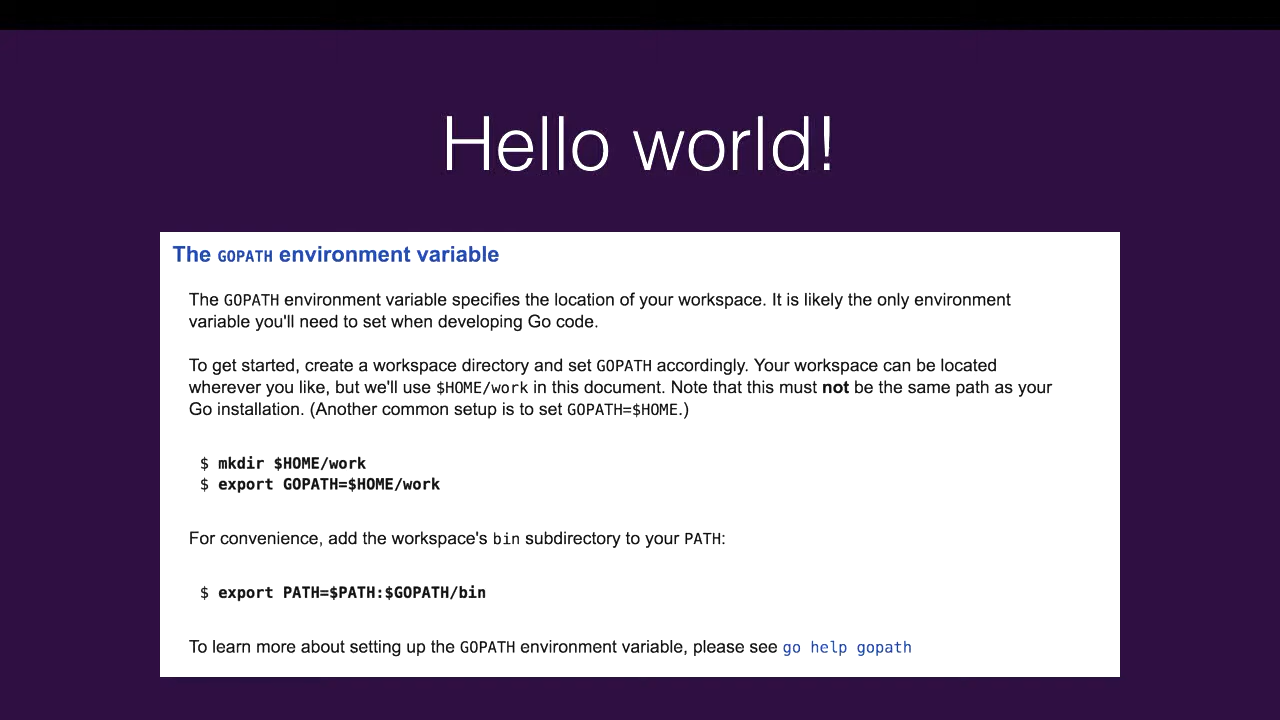 Hello world!
The GOPATH environment variable
The GOPATH environment variable specifies the location of your workspace. It is likely the only environment
variable you'll need to set when developing Go code.
To get started, create a workspace directory and set GOPATH accordingly. Your workspace can be located
wherever you like, but we'll use $HOME/work in this document. Note that this must not be the same path as your
Go installation. (Another common setup is to set GOPATH=$HOME.)
$ mkdir $HOME/work
$ export GOPATH=$HOME/work
For convenience, add the workspace's bin subdirectory to your PATH:
$ export PATH=$PATH:$GOPATH/bin
To learn more about setting up the GOPATH environment variable, please see go help gopath